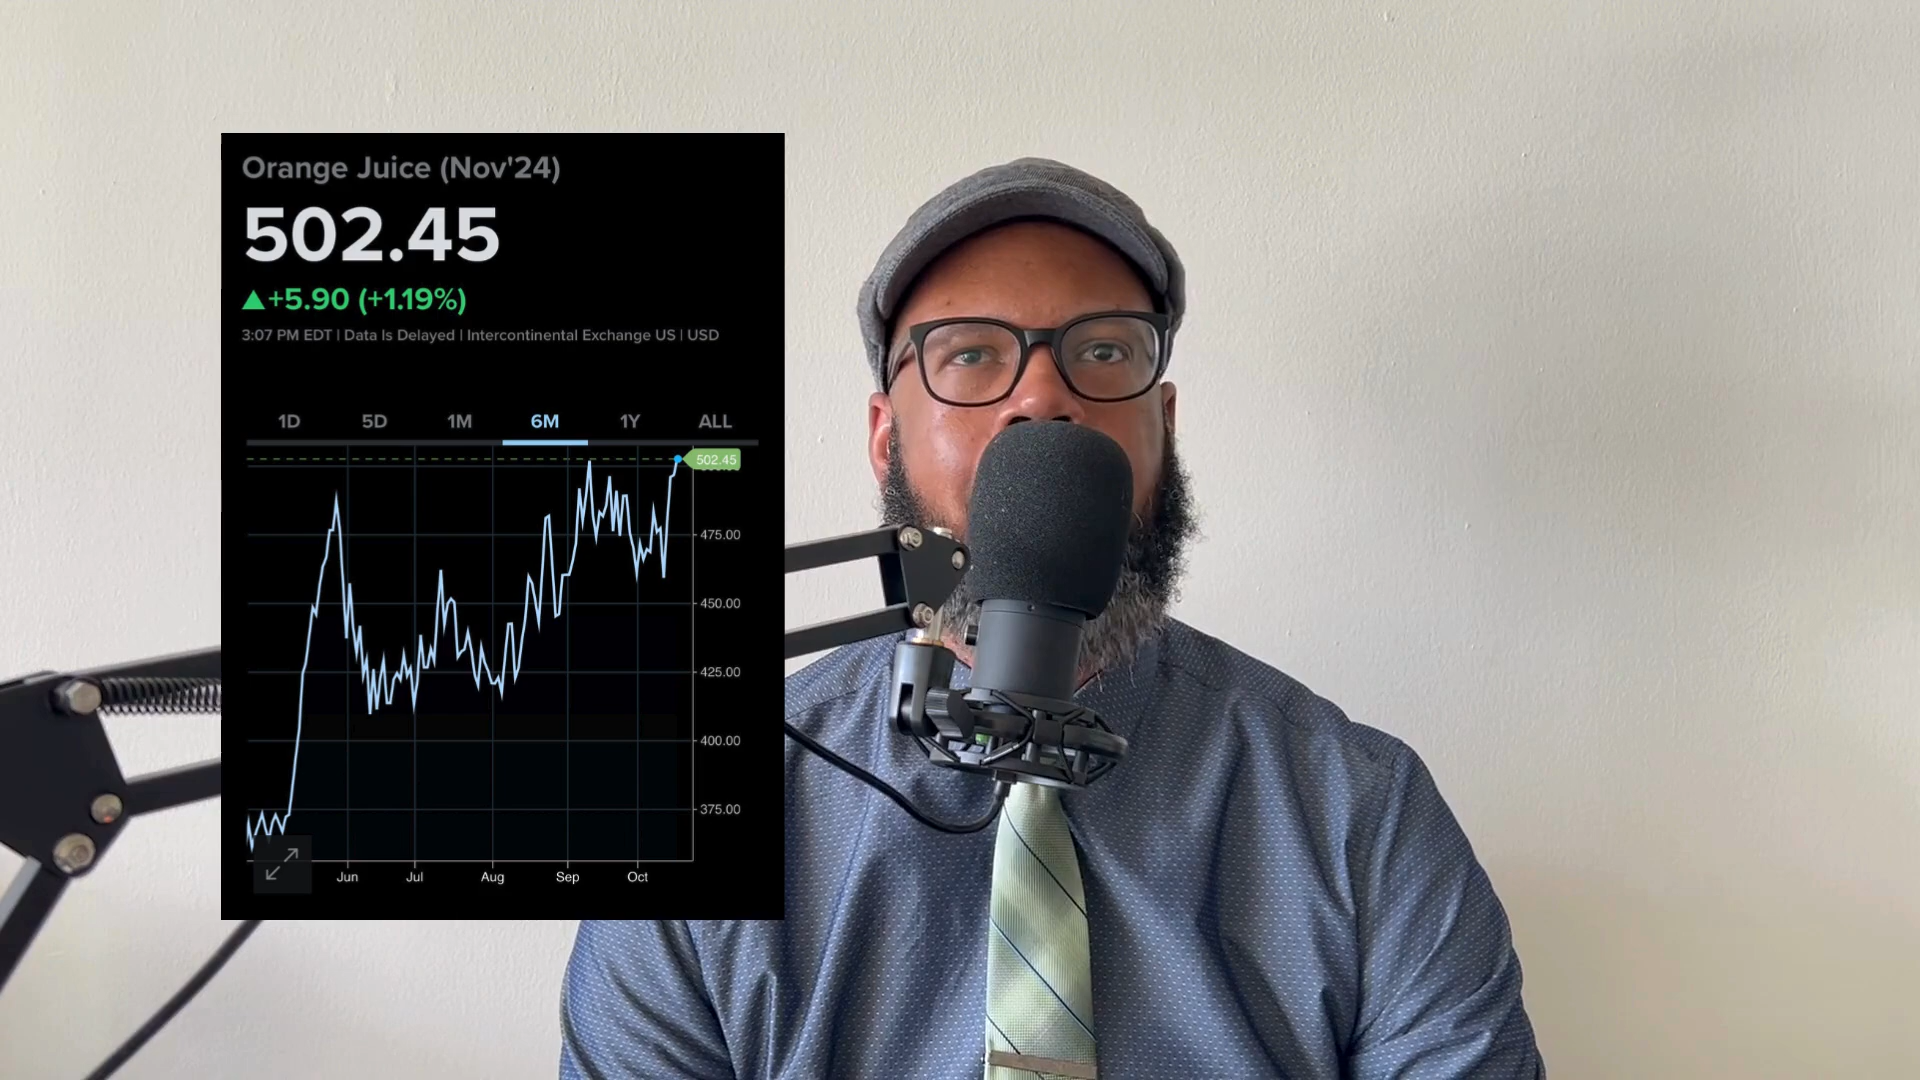 Orange Juice (Nov'24)
502.45
▲+5.90 (+1.19%)
3:07 PM EDT | Data Is Delayed | Intercontinental Exchange US | USD
1D 5D 1M 6M 1Y ALL
502.45
475.00
450.00
425.00
400.00
375.00
Jun Jul Aug Sep Oct